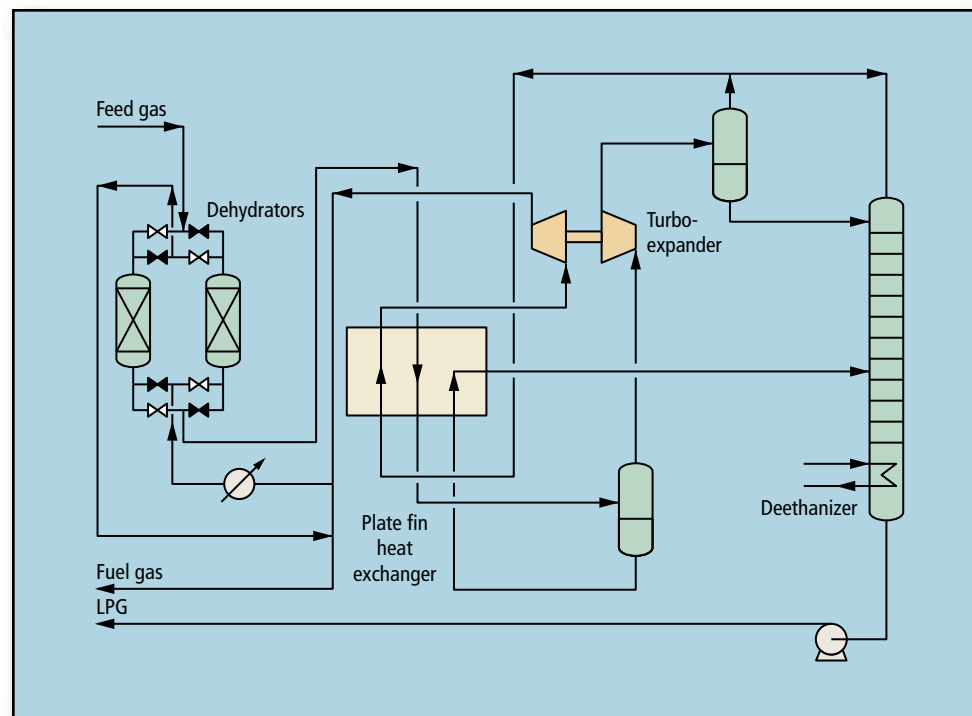 Feed gas
Dehydrators
Turbo-
expander
Plate fin
heat
exchanger
Deethanizer
Fuel gas
LPG